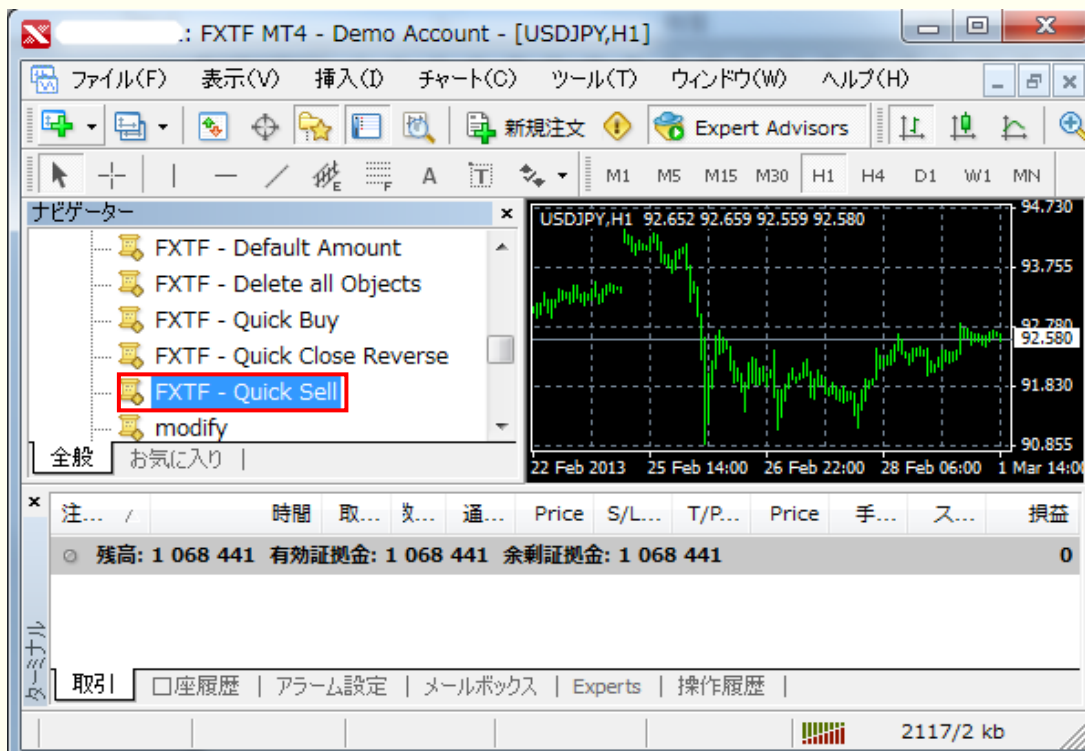 .: FXTF MT4 - Demo Account - [USDJPY,H1]
ファイル(F) 表示(V) 挿入(I) チャート(C) ツール(T) ウィンドウ(W) ヘルプ(H)
新規注文 Expert Advisors
E F A T M1 M5 M15 M30 H1 H4 D1 W1 MN
ナビゲーター
FXTF - Default Amount
FXTF - Delete all Objects
FXTF - Quick Buy
FXTF - Quick Close Reverse
FXTF - Quick Sell
modify
全般 お気に入り
USDJPY,H1 92.652 92.659 92.559 92.580
94.730
93.755
92.780
92.580
91.830
90.855
22 Feb 2013 25 Feb 14:00 26 Feb 22:00 28 Feb 06:00 1 Mar 14:00
注... / 時間 取... 数... 通... Price S/L... T/P... Price 手... ス... 損益
残高: 1 068 441 有効証拠金: 1 068 441 余剰証拠金: 1 068 441 0
ターミナル
取引 口座履歴 アラーム設定 メールボックス Experts 操作履歴
2117/2 kb